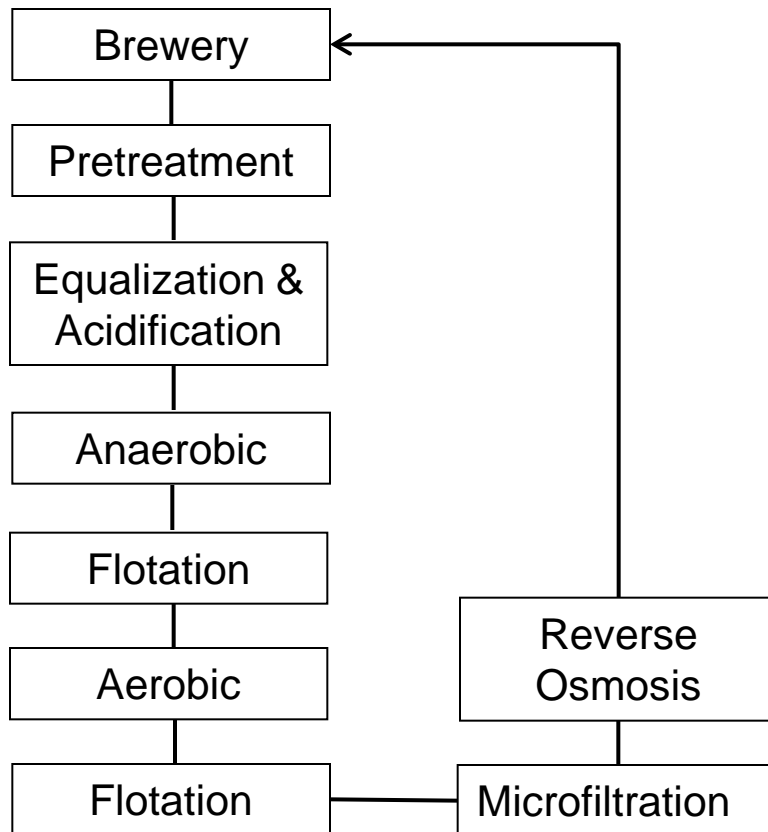 Brewery
Pretreatment
Equalization &
Acidification
Anaerobic
Flotation
Aerobic
Flotation
Microfiltration
Reverse
Osmosis